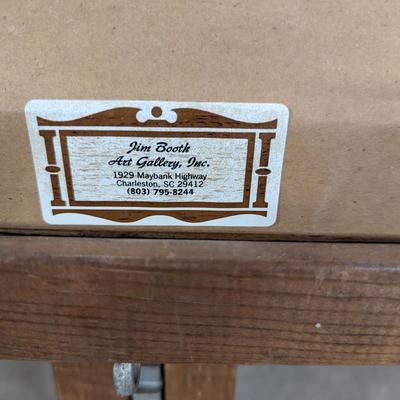 Jim Booth
Art Gallery, Inc.
1929 Maybank Highway
Charleston, SC 29412
(803) 795-8244